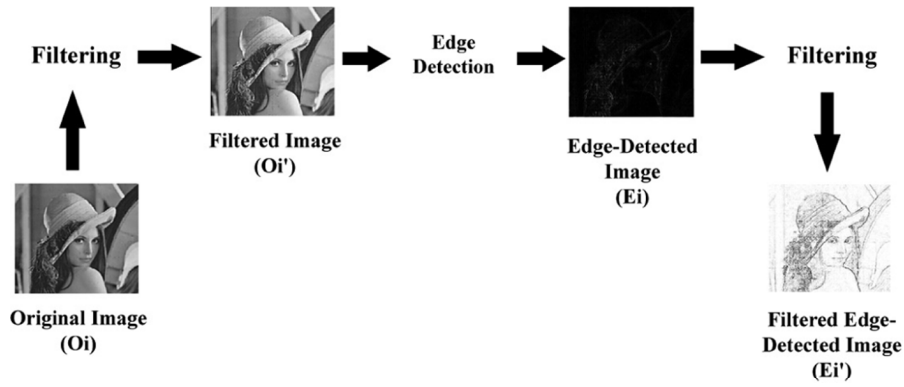 Filtering
Filtered Image
(Oi')
Edge
Detection
Edge-Detected
Image
(Ei)
Filtering
Original Image
(Oi)
Filtered Edge-
Detected Image
(Ei')